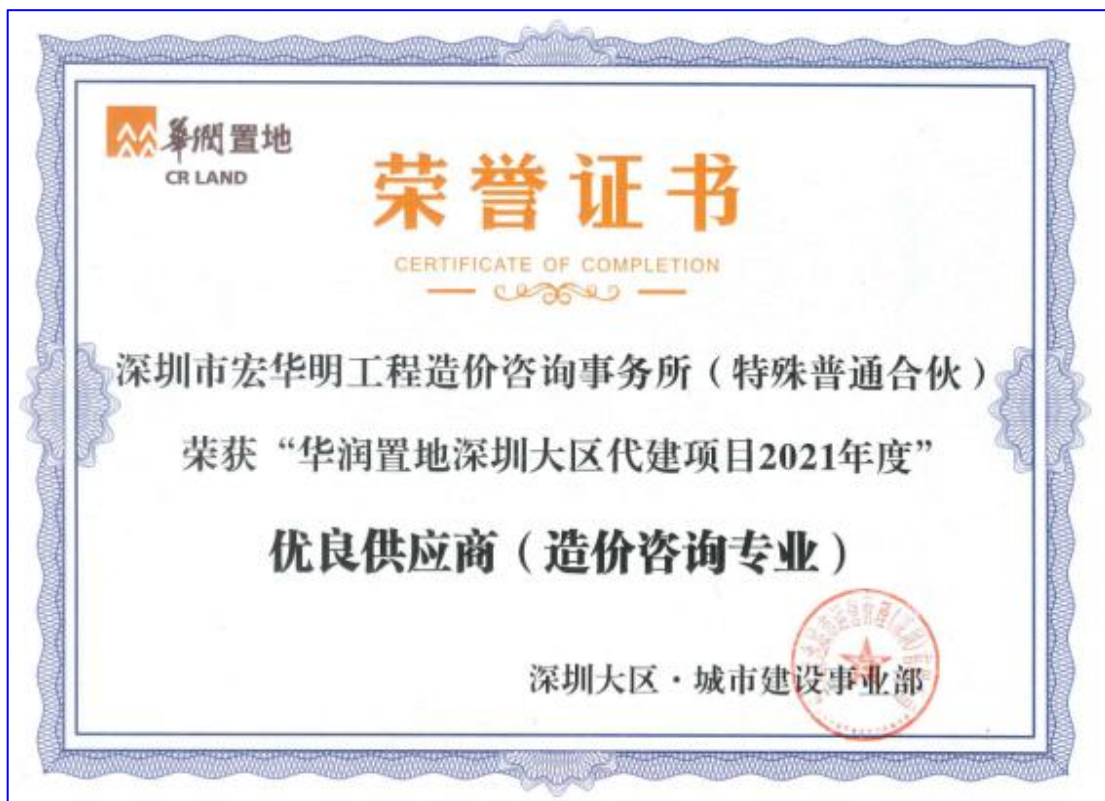 華潤置地
CR LAND
荣誉证书
CERTIFICATE OF COMPLETION
深圳市宏华明工程造价咨询事务所（特殊普通合伙）
荣获“华润置地深圳大区代建项目2021年度”
优良供应商（造价咨询专业）
深圳大区·城市建设事业部